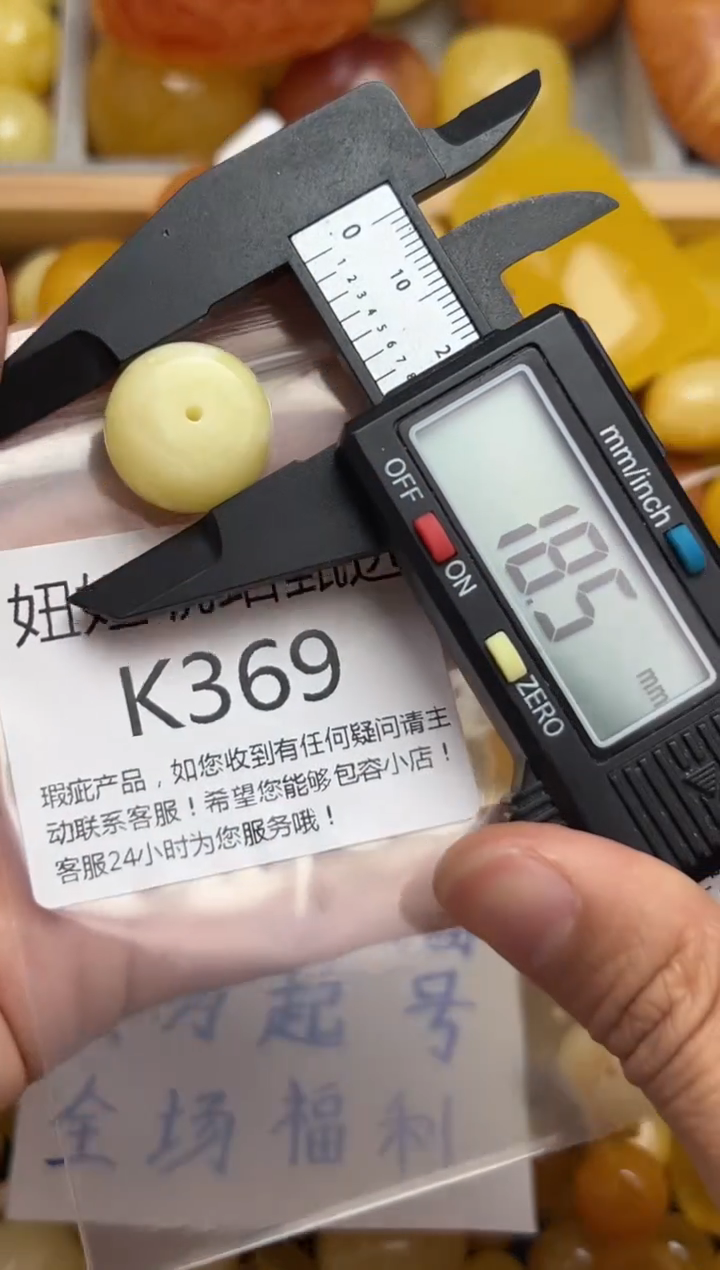 0
10
2
1 2 3 4 5 6 7 8
mm/inch
OFF
ON
ZERO
18.5
mm
妞妞
K369
瑕疵产品，如您收到有任何疑问请主
动联系客服！希望您能够包容小店！
客服24小时为您服务哦！
起 号
全场福利